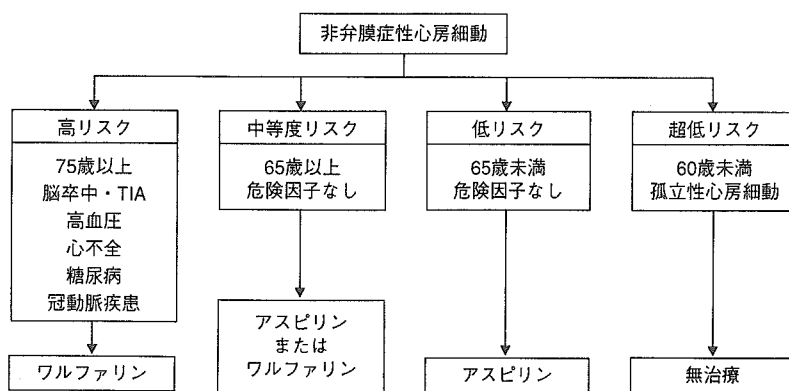 非弁膜症性心房細動
高リスク
75歳以上
脳卒中・TIA
高血圧
心不全
糖尿病
冠動脈疾患
ワルファリン
中等度リスク
65歳以上
危険因子なし
アスピリン
または
ワルファリン
低リスク
65歳未満
危険因子なし
アスピリン
超低リスク
60歳未満
孤立性心房細動
無治療